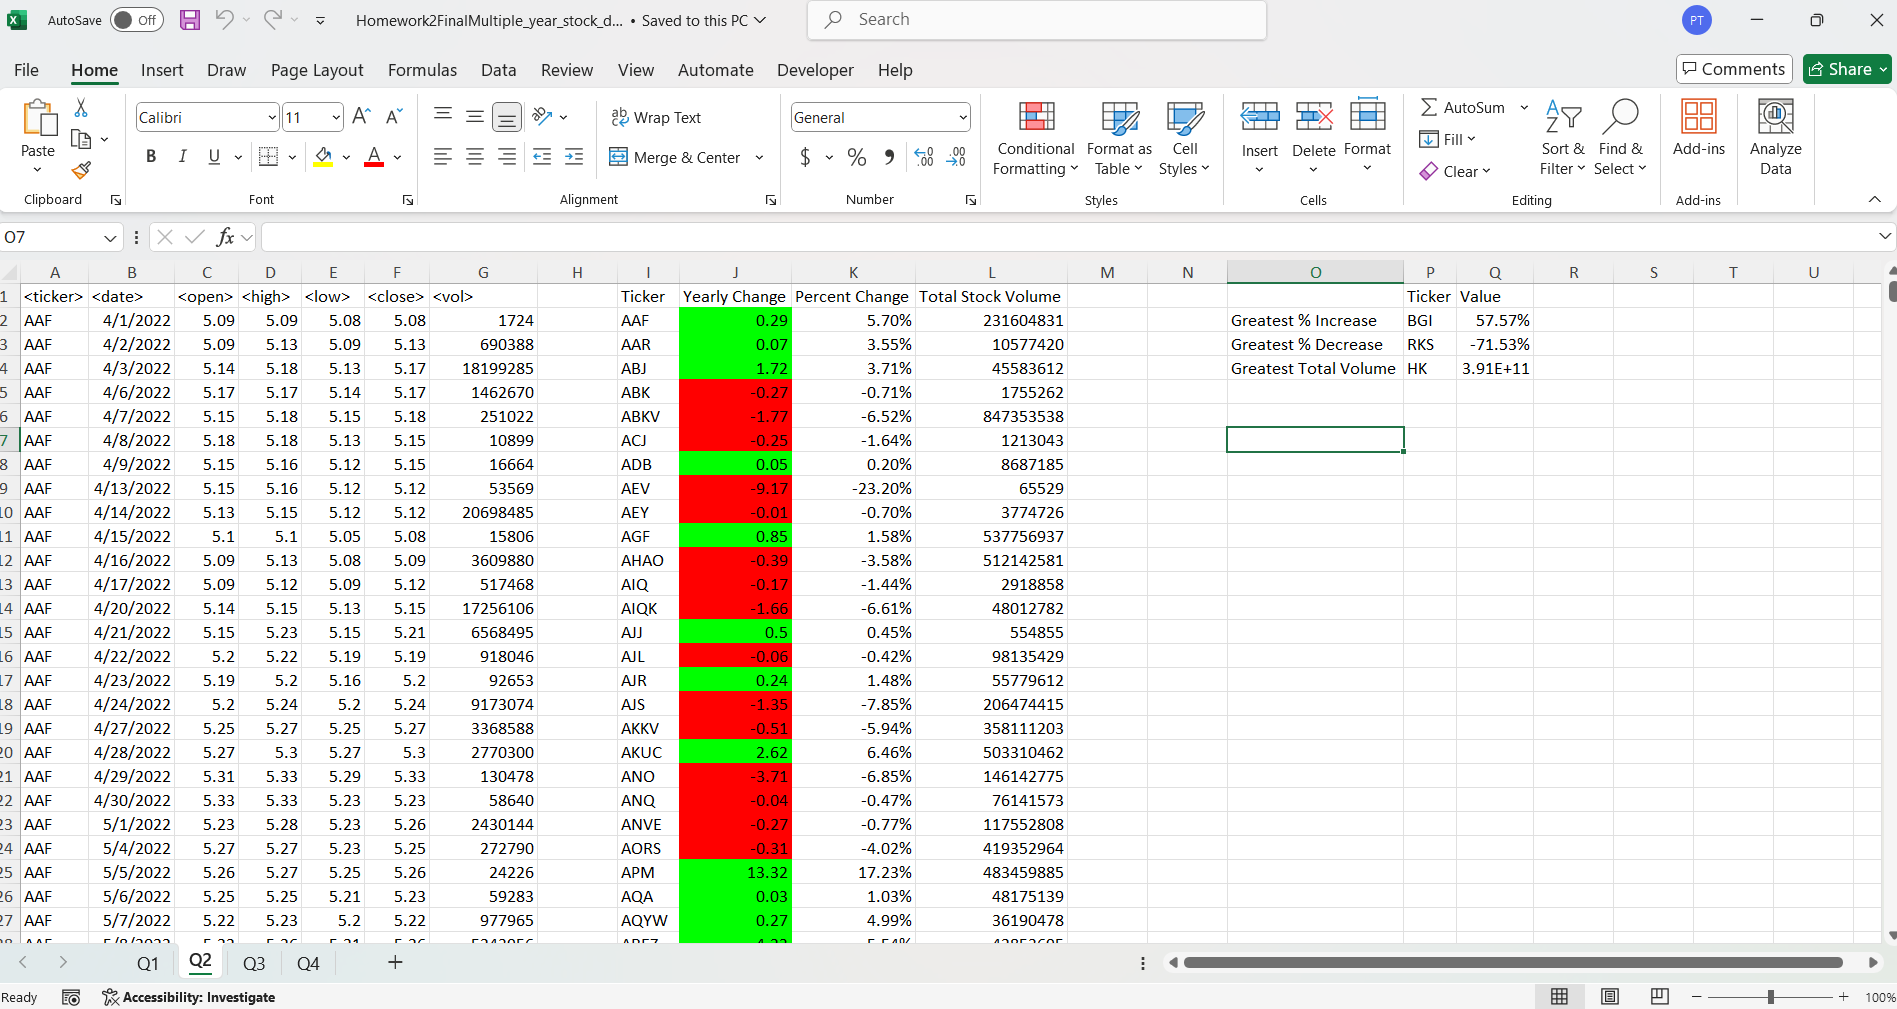 AutoSave Off Homework2FinalMultiple_year_stock_d... • Saved to this PC Search PT
File Home Insert Draw Page Layout Formulas Data Review View Automate Developer Help Comments Share
Calibri 11 Wrap Text General AutoSum
Paste Conditional Formatting Format as Table Cell Styles Insert Delete Format Fill Sort & Filter Find & Select Add-ins Analyze Data
B I U Merge & Center $ % Clear
Clipboard Font Alignment Number Styles Cells Editing Add-ins
O7 fx
A B C D E F G H I J K L M N O P Q R S T U
1 <ticker> <date> <open> <high> <low> <close> <vol> Ticker Yearly Change Percent Change Total Stock Volume Ticker Value
2 AAF 4/1/2022 5.09 5.09 5.08 5.08 1724 AAF 0.29 5.70% 231604831 Greatest % Increase BGI 57.57%
3 AAF 4/2/2022 5.09 5.13 5.09 5.13 690388 AAR 0.07 3.55% 10577420 Greatest % Decrease RKS -71.53%
4 AAF 4/3/2022 5.14 5.18 5.13 5.17 18199285 ABJ 1.72 3.71% 45583612 Greatest Total Volume HK 3.91E+11
5 AAF 4/6/2022 5.17 5.17 5.14 5.17 1462670 ABK -0.27 -0.71% 1755262
6 AAF 4/7/2022 5.15 5.18 5.15 5.18 251022 ABKV -1.77 -6.52% 847353538
7 AAF 4/8/2022 5.18 5.18 5.13 5.15 10899 ACJ -0.25 -1.64% 1213043
8 AAF 4/9/2022 5.15 5.16 5.12 5.15 16664 ADB 0.05 0.20% 8687185
9 AAF 4/13/2022 5.15 5.16 5.12 5.12 53569 AEV -9.17 -23.20% 65529
10 AAF 4/14/2022 5.13 5.15 5.12 5.12 20698485 AEY -0.01 -0.70% 3774726
11 AAF 4/15/2022 5.1 5.1 5.05 5.08 15806 AGF 0.85 1.58% 537756937
12 AAF 4/16/2022 5.09 5.13 5.08 5.09 3609880 AHAO -0.39 -3.58% 512142581
13 AAF 4/17/2022 5.09 5.12 5.09 5.12 517468 AIQ -0.17 -1.44% 2918858
14 AAF 4/20/2022 5.14 5.15 5.13 5.15 17256106 AIQK -1.66 -6.61% 48012782
15 AAF 4/21/2022 5.15 5.23 5.15 5.21 6568495 AJJ 0.5 0.45% 554855
16 AAF 4/22/2022 5.2 5.22 5.19 5.19 918046 AJL -0.06 -0.42% 98135429
17 AAF 4/23/2022 5.19 5.2 5.16 5.2 92653 AJR 0.24 1.48% 55779612
18 AAF 4/24/2022 5.2 5.24 5.2 5.24 9173074 AJS -1.35 -7.85% 206474415
19 AAF 4/27/2022 5.25 5.27 5.25 5.27 3368588 AKKV -0.51 -5.94% 358111203
20 AAF 4/28/2022 5.27 5.3 5.27 5.3 2770300 AKUC 2.62 6.46% 503310462
21 AAF 4/29/2022 5.31 5.33 5.29 5.33 130478 ANO -3.71 -6.85% 146142775
22 AAF 4/30/2022 5.33 5.33 5.23 5.23 58640 ANQ -0.04 -0.47% 76141573
23 AAF 5/1/2022 5.23 5.28 5.23 5.26 2430144 ANVE -0.27 -0.77% 117552808
24 AAF 5/4/2022 5.27 5.27 5.23 5.25 272790 AORS -0.31 -4.02% 419352964
25 AAF 5/5/2022 5.26 5.27 5.25 5.26 24226 APM 13.32 17.23% 483459885
26 AAF 5/6/2022 5.25 5.25 5.21 5.23 59283 AQA 0.03 1.03% 48175139
27 AAF 5/7/2022 5.22 5.23 5.2 5.22 977965 AQYW 0.27 4.99% 36190478
Q1 Q2 Q3 Q4 +
Ready Accessibility: Investigate 100%